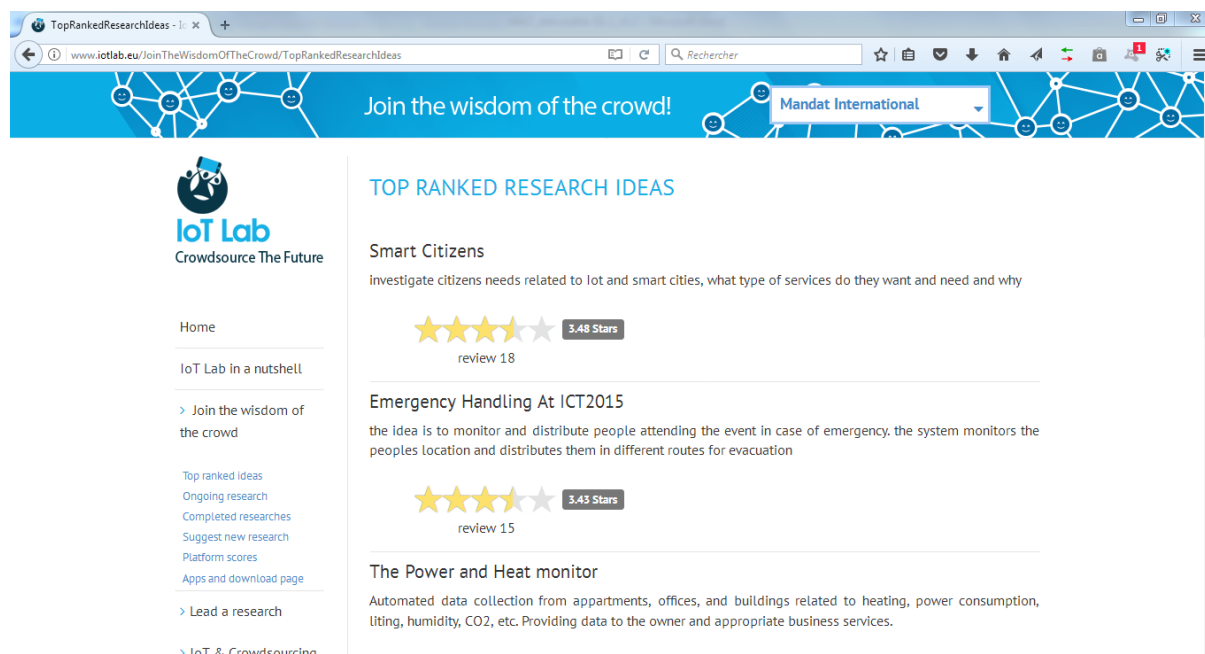 TopRankedResearchIdeas - Io
www.iotlab.eu/JoinTheWisdomOfTheCrowd/TopRankedResearchIdeas
Rechercher
1
Join the wisdom of the crowd!
Mandat International
IoT Lab
Crowdsource The Future
Home
IoT Lab in a nutshell
> Join the wisdom of
the crowd
Top ranked ideas
Ongoing research
Completed researches
Suggest new research
Platform scores
Apps and download page
> Lead a research
> IoT & Crowdsourcing
TOP RANKED RESEARCH IDEAS
Smart Citizens
investigate citizens needs related to Iot and smart cities, what type of services do they want and need and why
3.48 Stars
review 18
Emergency Handling At ICT2015
the idea is to monitor and distribute people attending the event in case of emergency. the system monitors the
peoples location and distributes them in different routes for evacuation
3.43 Stars
review 15
The Power and Heat monitor
Automated data collection from appartments, offices, and buildings related to heating, power consumption,
liting, humidity, CO2, etc. Providing data to the owner and appropriate business services.